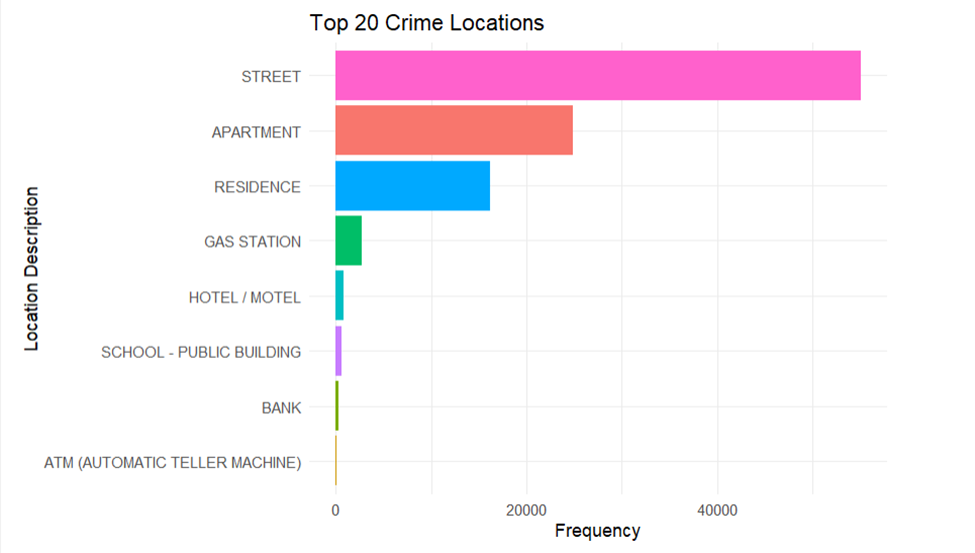 Top 20 Crime Locations
Location Description
STREET
APARTMENT
RESIDENCE
GAS STATION
HOTEL / MOTEL
SCHOOL - PUBLIC BUILDING
BANK
ATM (AUTOMATIC TELLER MACHINE)
0 20000 40000
Frequency